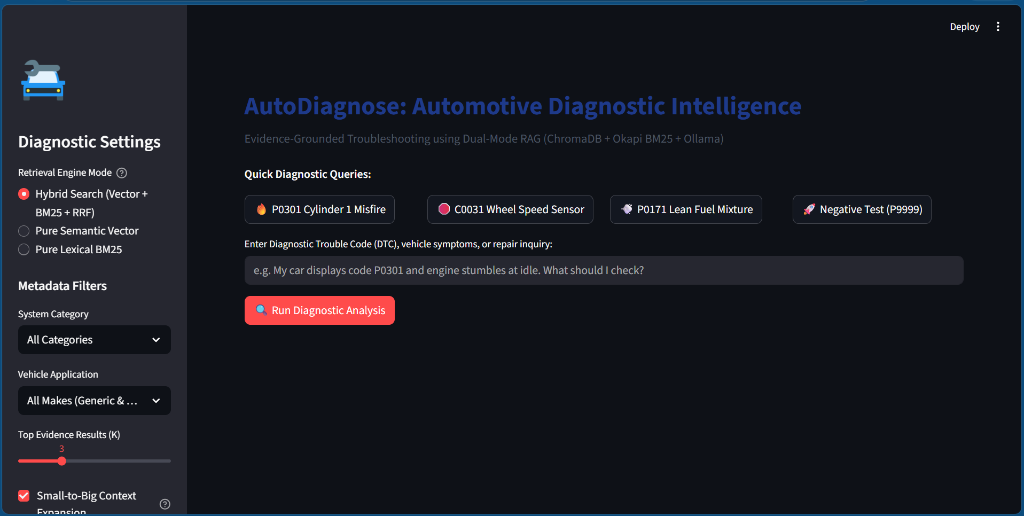 Deploy
Diagnostic Settings
Retrieval Engine Mode
Hybrid Search (Vector +
BM25 + RRF)
Pure Semantic Vector
Pure Lexical BM25
Metadata Filters
System Category
All Categories
Vehicle Application
All Makes (Generic & ...
Top Evidence Results (K)
3
Small-to-Big Context
Expansion
AutoDiagnose: Automotive Diagnostic Intelligence
Evidence-Grounded Troubleshooting using Dual-Mode RAG (ChromaDB + Okapi BM25 + Ollama)
Quick Diagnostic Queries:
P0301 Cylinder 1 Misfire
C0031 Wheel Speed Sensor
P0171 Lean Fuel Mixture
Negative Test (P9999)
Enter Diagnostic Trouble Code (DTC), vehicle symptoms, or repair inquiry:
e.g. My car displays code P0301 and engine stumbles at idle. What should I check?
Run Diagnostic Analysis